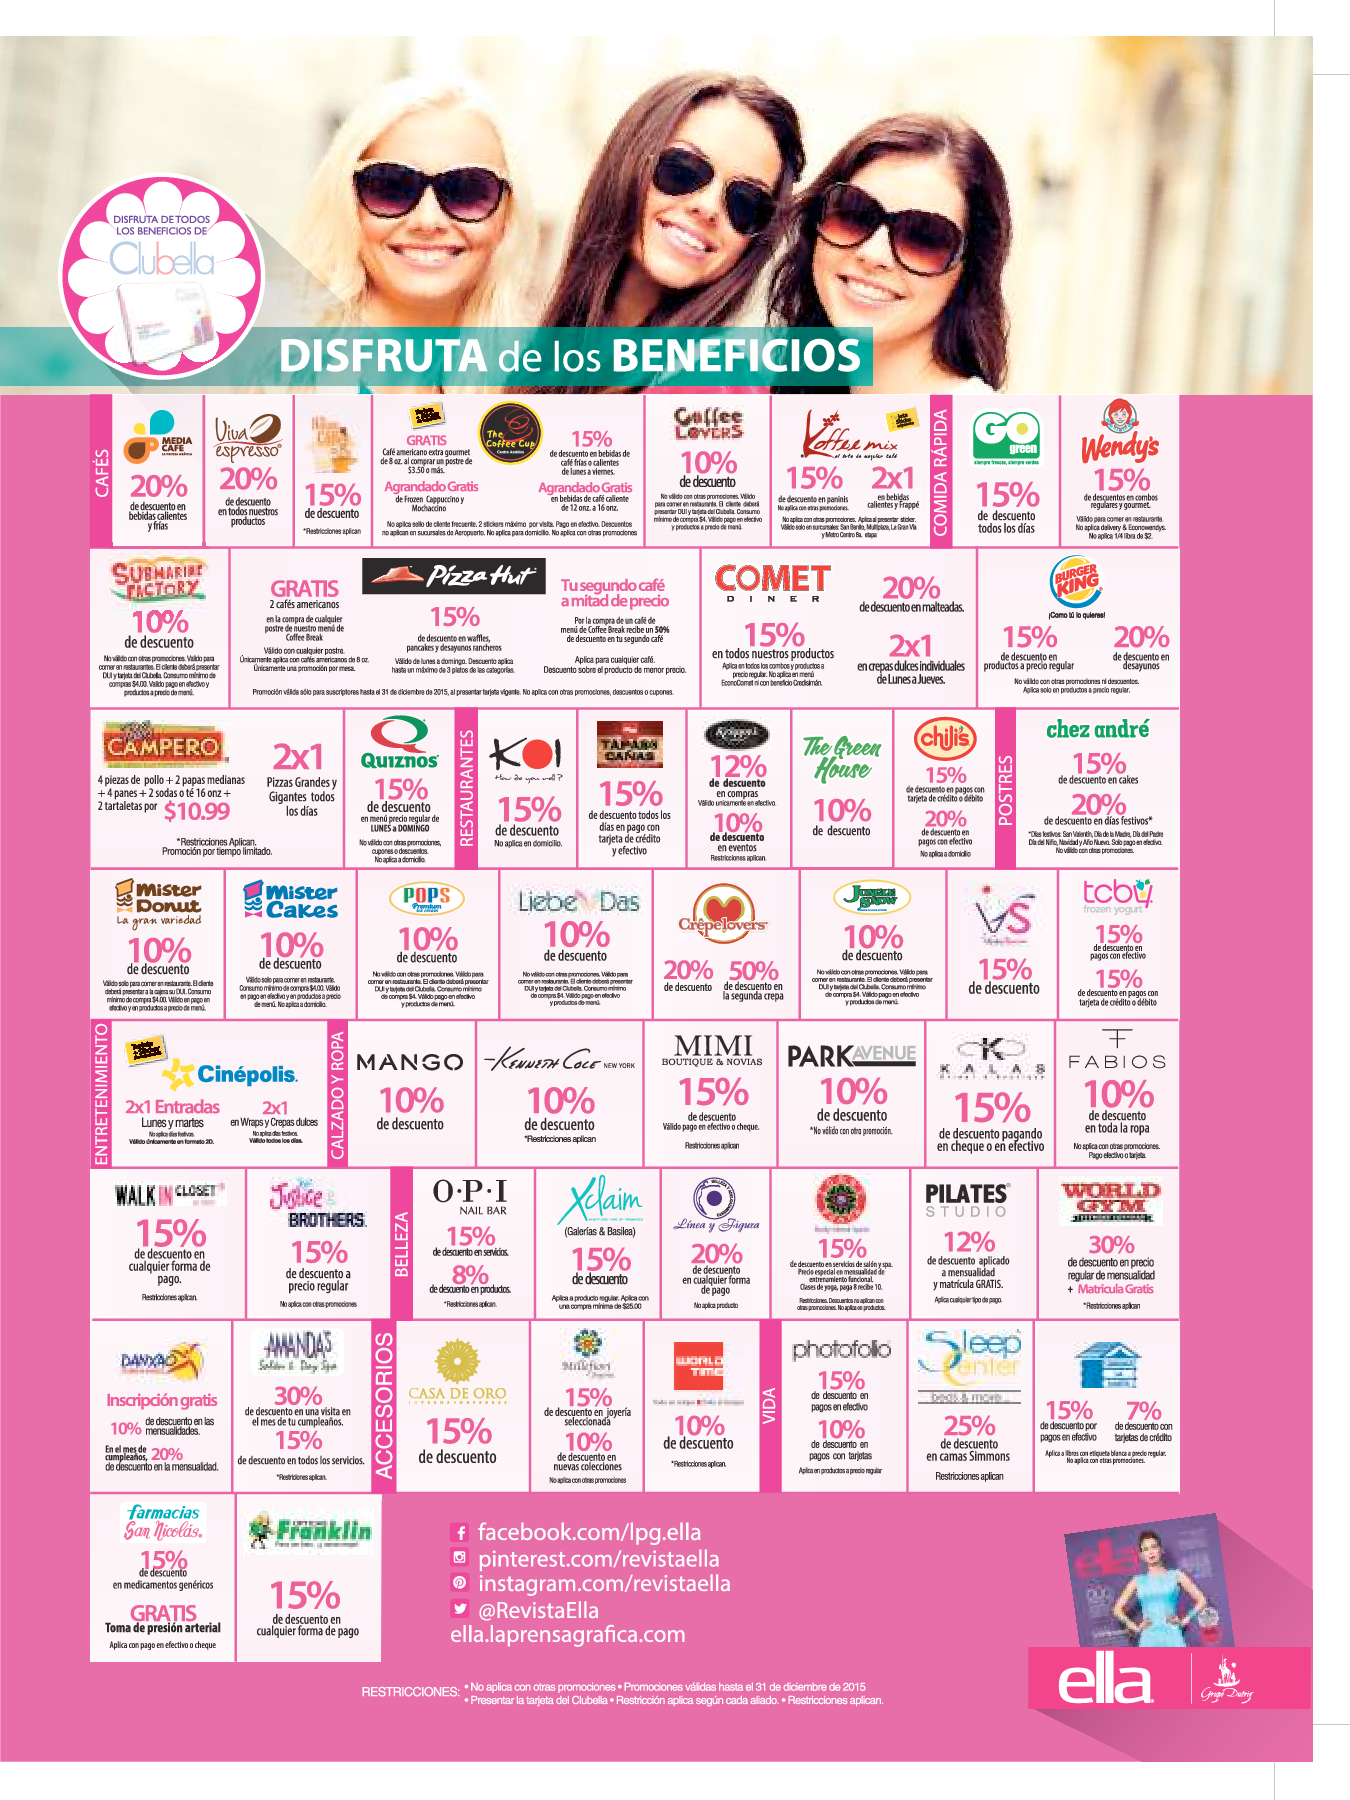 DISFRUTA DE TODOS
LOS BENEFICIOS DE
Clubella
DISFRUTA de los BENEFICIOS
CAFÉS
MEDIA
CAFE
20%
de descuento en
bebidas calientes
y frías
Viva
espresso
20%
de descuento
en todos nuestros
productos
15%
de descuento
*Restricciones aplican
GRATIS
Café americano extra gourmet
de 8 oz. al comprar un postre de
$3.50 o más.
Agrandado Gratis
de Frozen Cappuccino y
Mochaccino
The
Coffee Cup
15%
de descuento en bebidas de
café frías o calientes
de lunes a viernes.
Agrandado Gratis
en bebidas de café caliente
de 12 onz. a 16 onz.
No aplica sello de cliente frecuente. 2 stickers máximo por visita. Pago en efectivo. Descuentos
no aplican en sucursales de Aeropuerto. No aplica para domicilio. No aplica con otras promociones
Coffee
LOVERS
10%
de descuento
No válido con otras promociones. Válido
para comer en restaurante. El cliente deberá
presentar DUI y tarjeta del Clubella. Consumo
mínimo de compra $4. Válido pago en efectivo
y productos a precio de menú.
Koffee mix
el arte de regalar café
15%
de descuento en paninis
No aplica con otras promociones.
2x1
en bebidas
calientes y Frappé
No aplica con otras promociones. Aplica al presentar sticker.
Válido solo en surcursales: San Benito, Multiplaza, La Gran Vía
y Metro Centro 8a. etapa
COMIDA RÁPIDA
GO
green
siempre frescas, siempre verdes
15%
de descuento
todos los días
Wendy's
15%
de descuentos en combos
regulares y gourmet.
Válido para comer en restaurante.
No aplica delivery & Econowendys.
No aplica 1/4 libra de $2.
SUBMARINE
FACTORY
10%
de descuento
No válido con otras promociones. Valido para
comer en restaurantes. El cliente deberá presentar
DUI y tarjeta del Clubella. Consumo mínimo de
compras $4.00. Valido pago en efectivo y
productos a precio de menú.
GRATIS
2 cafés americanos
en la compra de cualquier
postre de nuestro menú de
Coffee Break
Válido con cualquier postre.
Únicamente aplica con cafés americanos de 8 oz.
Únicamente una promoción por mesa.
Pizza Hut
15%
de descuento en waffles,
pancakes y desayunos rancheros
Válido de lunes a domingo. Descuento aplica
hasta un máximo de 3 platos de las categorías.
Tu segundo café
a mitad de precio
Por la compra de un café de
menú de Coffee Break recibe un 50%
de descuento en tu segundo café
Aplica para cualquier café.
Descuento sobre el producto de menor precio.
Promoción válida sólo para suscriptores hasta el 31 de diciembre de 2015, al presentar tarjeta vigente. No aplica con otras promociones, descuentos o cupones.
COMET
DINER
15%
en todos nuestros productos
Aplica en todos los combos y productos a
precio regular. No aplica en menú
EconoComet ni con beneficio Credisimán.
20%
de descuento en malteadas.
2x1
en crepas dulces individuales
de Lunes a Jueves.
BURGER
KING
¡Como tú lo quieres!
15%
de descuento en
productos a precio regular
20%
de descuento en
desayunos
No válido con otras promociones ni descuentos.
Aplica solo en productos a precio regular.
CAMPERO
4 piezas de pollo + 2 papas medianas
+ 4 panes + 2 sodas o té 16 onz +
2 tartaletas por $10.99
2x1
Pizzas Grandes y
Gigantes todos
los días
*Restricciones Aplican.
Promoción por tiempo limitado.
Quiznos
15%
de descuento
en menú precio regular de
LUNES a DOMINGO
No válido con otras promociones,
cupones o descuentos.
No aplica a domicilio.
RESTAURANTES
KOI
How do you roll?
15%
de descuento
No aplica en domicilio.
TAPAS Y
CAÑAS
15%
de descuento todos los
días en pago con
tarjeta de crédito
y efectivo
12%
de descuento
en compras
Válido unicamente en efectivo.
10%
de descuento
en eventos
Restricciones aplican.
The Green
House
10%
de descuento
chili's
15%
de descuento en pagos con
tarjeta de crédito o débito
20%
de descuento en
pagos con efectivo
No aplica a domicilio
POSTRES
chez andré
15%
de descuento en cakes
20%
de descuento en días festivos*
*Días festivos: San Valentín, Día de la Madre, Día del Padre
Día del Niño, Navidad y Año Nuevo. Solo pago en efectivo.
No válido con otras promociones.
Mister
Donut
La gran variedad
10%
de descuento
Válido solo para comer en restaurante. El cliente
deberá presentar a la cajera su DUI. Consumo
mínimo de compra $4.00. Válido en pago en
efectivo y en productos a precio de menú.
Mister
Cakes
10%
de descuento
Válido solo para comer en restaurante.
Consumo mínimo de compra $4.00. Válido
en pago en efectivo y en productos a precio
de menú. No aplica a domicilio.
POPS
Premium
10%
de descuento
No válido con otras promociones. Válido para
comer en restaurante. El cliente deberá presentar
DUI y tarjeta del Clubella. Consumo mínimo
de compra $4. Válido pago en efectivo
y productos de menú.
Liebe Das
10%
de descuento
No válido con otras promociones. Válido para
comer en restaurante. El cliente deberá presentar
DUI y tarjeta del Clubella. Consumo mínimo
de compra $4. Válido pago en efectivo
y productos de menú.
Crêpelovers
20%
de descuento
50%
de descuento en
la segunda crepa
JUNGLE
GROW
10%
de descuento
No válido con otras promociones. Válido para
comer en restaurante. El cliente deberá presentar
DUI y tarjeta del Clubella. Consumo mínimo
de compra $4. Válido pago en efectivo
y productos de menú.
VS
15%
de descuento
tcby
frozen yogurt
15%
de descuento en
pagos con efectivo
15%
de descuento en pagos con
tarjeta de crédito o débito
ENTRETENIMIENTO
Cinépolis.
2x1 Entradas
Lunes y martes
No aplica días festivos.
Válido únicamente en formato 2D.
2x1
en Wraps y Crepas dulces
No aplica días festivos.
Válido todos los días.
CALZADO Y ROPA
MANGO
10%
de descuento
KENNETH COLE NEW YORK
10%
de descuento
*Restricciones aplican
MIMI
BOUTIQUE & NOVIAS
15%
de descuento
Válido pago en efectivo o cheque.
Restricciones aplican
PARK AVENUE
10%
de descuento
*No válido con otra promoción.
KALAS
15%
de descuento pagando
en cheque o en efectivo
FABIOS
10%
de descuento
en toda la ropa
No aplica con otras promociones.
Pago efectivo o tarjeta.
WALK IN CLOSET
15%
de descuento en
cualquier forma de
pago.
Restricciones aplican.
Justice &
BROTHERS.
15%
de descuento a
precio regular
No aplica con otras promociones
BELLEZA
O·P·I
NAIL BAR
15%
de descuento en servicios.
8%
de descuento en productos.
*Restricciones aplican.
Xclaim
(Galerías & Basilea)
15%
de descuento
Aplica a producto regular. Aplica con
una compra mínima de $25.00
Línea y Figura
20%
de descuento
en cualquier forma
de pago
No aplica producto
15%
de descuento en servicios de salón y spa.
Precio especial en mensualidad de
entrenamiento funcional.
Clases de yoga, paga 8 recibe 10.
Restricciones. Descuentos no aplican con
otras promociones. No aplica en productos.
PILATES
STUDIO
12%
de descuento aplicado
a mensualidad
y matrícula GRATIS.
Aplica cualquier tipo de pago.
WORLD
GYM
30%
de descuento en precio
regular de mensualidad
+ Matricula Gratis
*Restricciones aplican
DANXAO
Inscripción gratis
10% de descuento en las
mensualidades.
En el mes de
cumpleaños, 20%
de descuento en la mensualidad.
AMANDA'S
Salón & Day Spa
30%
de descuento en una visita en
el mes de tu cumpleaños.
15%
de descuento en todos los servicios.
*Restricciones aplican.
ACCESORIOS
CASA DE ORO
15%
de descuento
Millefiori
15%
de descuento en joyería
seleccionada
10%
de descuento en
nuevas colecciones
No aplica con otras promociones
WORLD
TIME
10%
de descuento
*Restricciones aplican.
VIDA
photofolio
15%
de descuento en
pagos en efectivo
10%
de descuento en
pagos con tarjetas
Aplica en productos a precio regular
Sleep
Center
beds & more...
25%
de descuento
en camas Simmons
Restricciones aplican
15%
de descuento por
pagos en efectivo
7%
de descuento con
tarjetas de crédito
Aplica a libros con etiqueta blanca a precio regular.
No aplica con otras promociones.
farmacias
San Nicolás.
15%
de descuento
en medicamentos genéricos
GRATIS
Toma de presión arterial
Aplica con pago en efectivo o cheque
Franklin
15%
de descuento en
cualquier forma de pago
facebook.com/lpg.ella
pinterest.com/revistaella
instagram.com/revistaella
@RevistaElla
ella.laprensagrafica.com
ella
ella
Grupo Dutriz
RESTRICCIONES: • No aplica con otras promociones • Promociones válidas hasta el 31 de diciembre de 2015
• Presentar la tarjeta del Clubella • Restricción aplica según cada aliado. • Restricciones aplican.